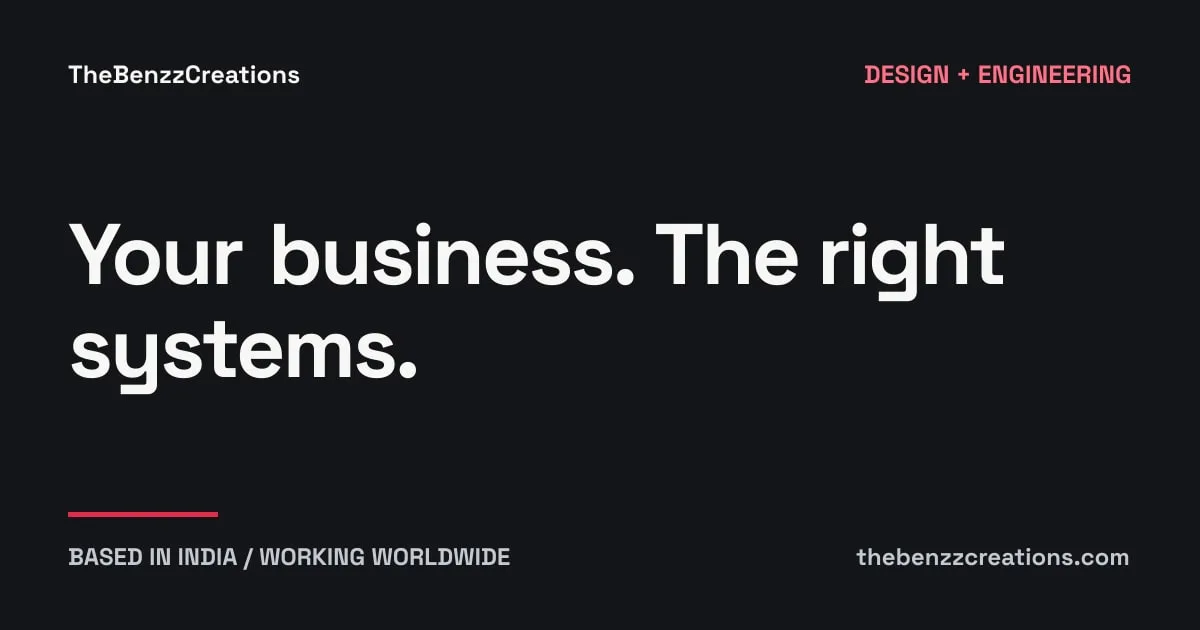 TheBenzzCreations
DESIGN + ENGINEERING
Your business. The right
systems.
BASED IN INDIA / WORKING WORLDWIDE
thebenzzcreations.com